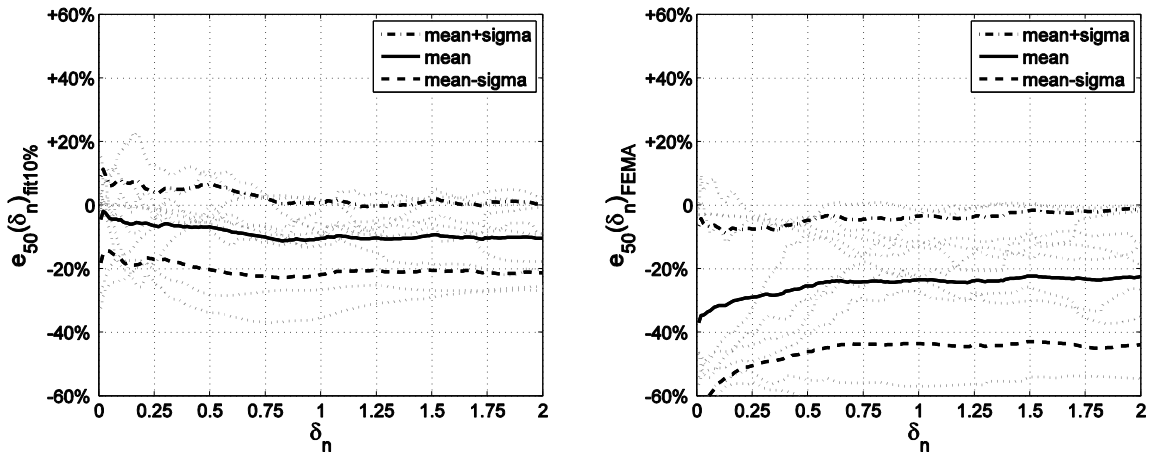 +60%
+40%
+20%
0
-20%
-40%
-60%
e50(δn)fit10%
mean+sigma
mean
mean-sigma
0 0.25 0.5 0.75 1 1.25 1.5 1.75 2
δn
+60%
+40%
+20%
0
-20%
-40%
-60%
e50(δn)FEMA
mean+sigma
mean
mean-sigma
0 0.25 0.5 0.75 1 1.25 1.5 1.75 2
δn